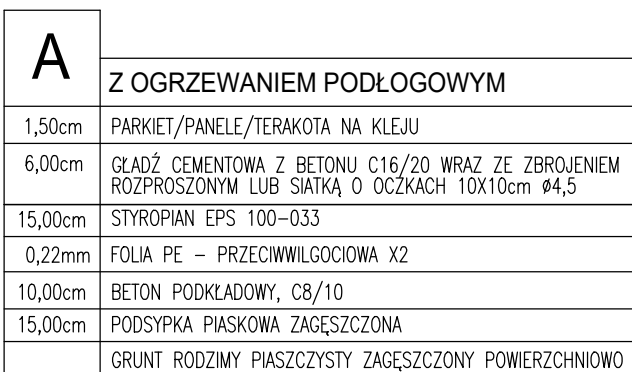 A
Z OGRZEWANIEM PODŁOGOWYM
1,50cm PARKIET/PANELE/TERAKOTA NA KLEJU
6,00cm GŁADŹ CEMENTOWA Z BETONU C16/20 WRAZ ZE ZBROJENIEM
ROZPROSZONYM LUB SIATKĄ O OCZKACH 10X10cm ø4,5
15,00cm STYROPIAN EPS 100-033
0,22mm FOLIA PE – PRZECIWWILGOCIOWA X2
10,00cm BETON PODKŁADOWY, C8/10
15,00cm PODSYPKA PIASKOWA ZAGĘSZCZONA
GRUNT RODZIMY PIASZCZYSTY ZAGĘSZCZONY POWIERZCHNIOWO